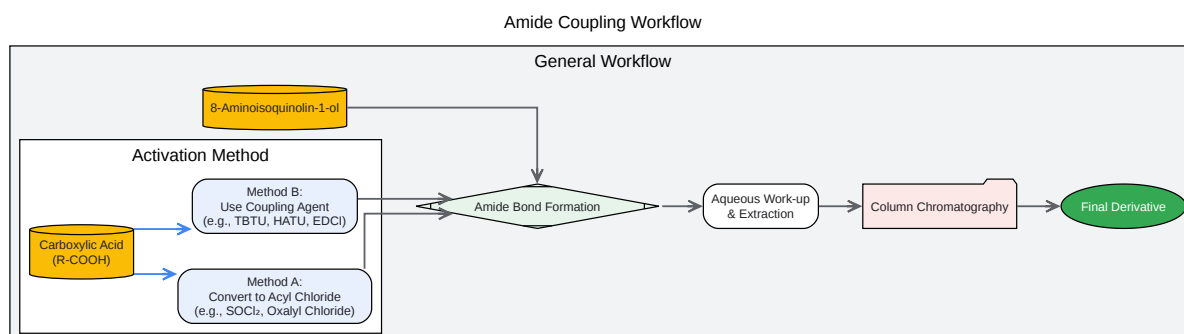 Amide Coupling Workflow
General Workflow
8-Aminoisoquinolin-1-ol
Activation Method
Method B:
Use Coupling Agent
(e.g., TBTU, HATU, EDCI)
Carboxylic Acid
(R-COOH)
Method A:
Convert to Acyl Chloride
(e.g., SOCl₂, Oxalyl Chloride)
Amide Bond Formation
Aqueous Work-up
& Extraction
Column Chromatography
Final Derivative